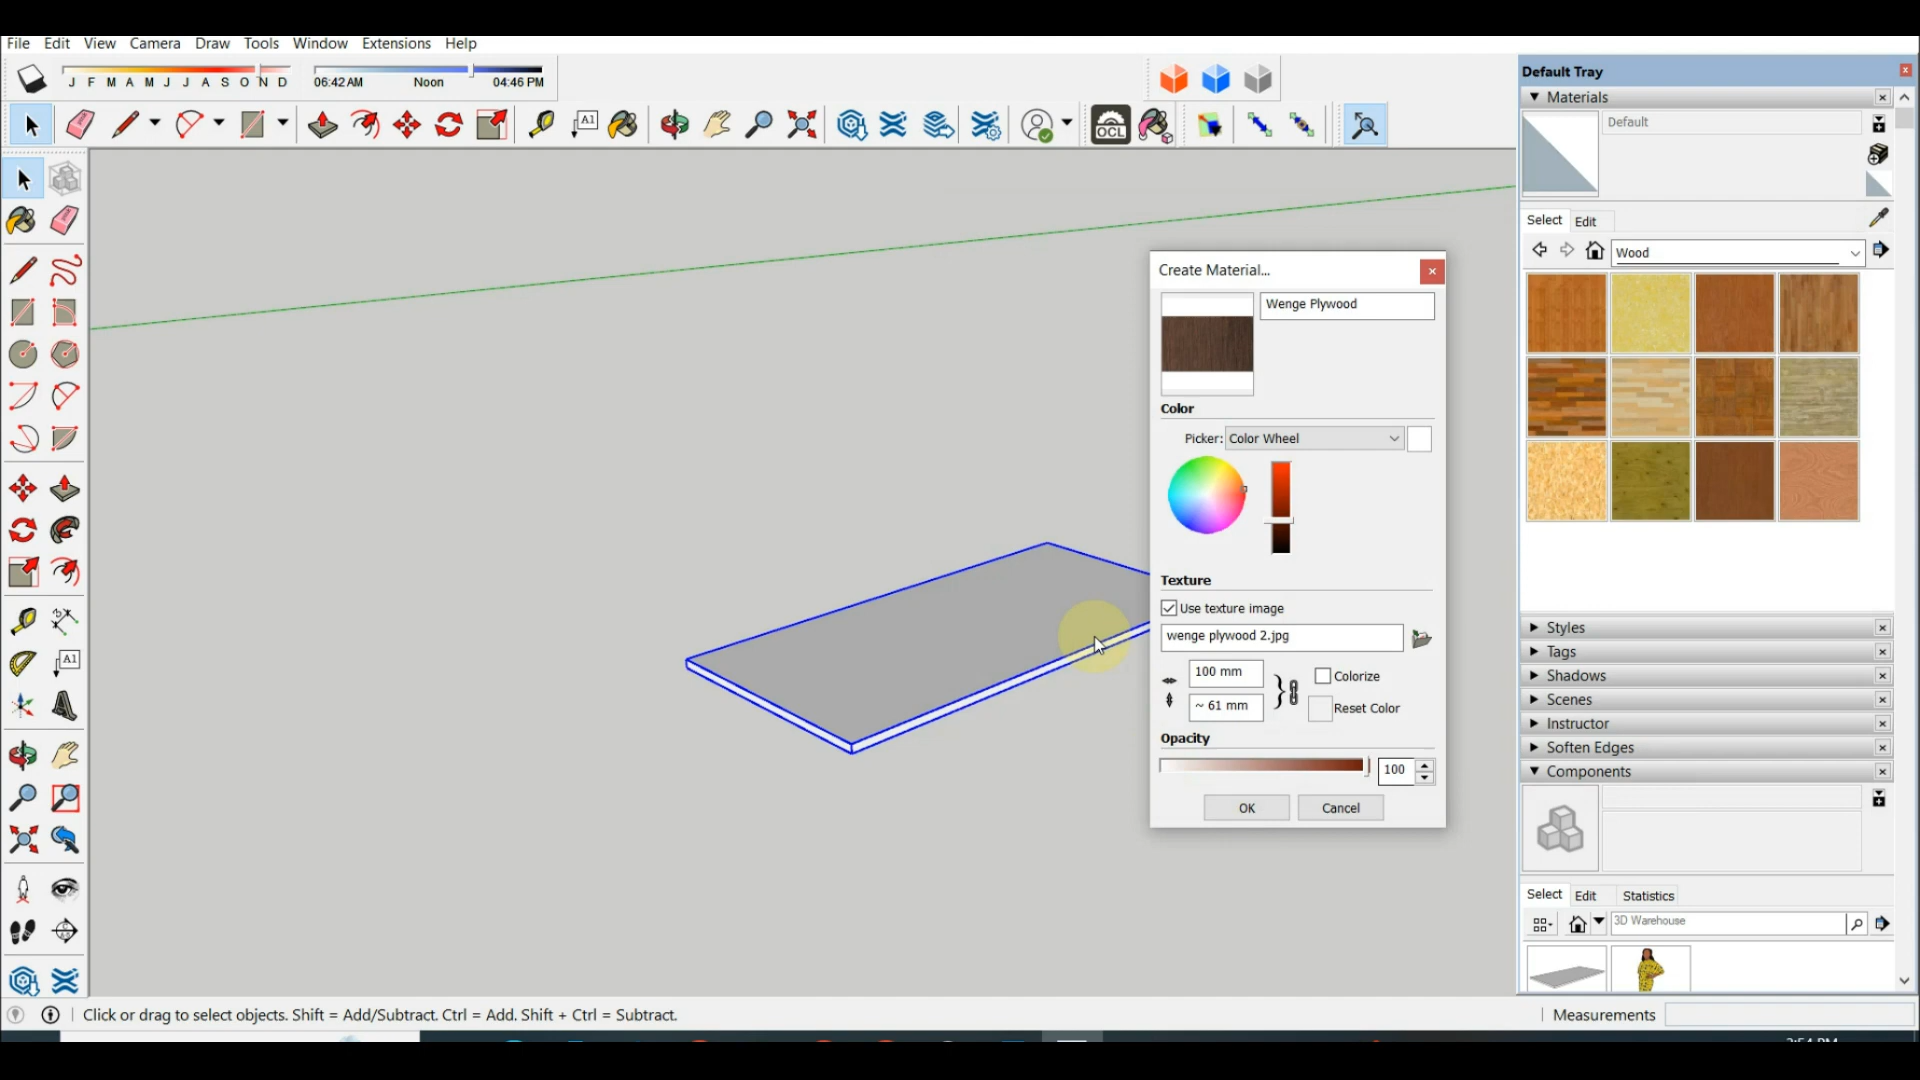 File Edit View Camera Draw Tools Window Extensions Help
J F M A M J J A S O N D
06:42 AM Noon 04:46 PM
A1
OCL
Default Tray
Materials
Default
Select Edit
Wood
Create Material...
Wenge Plywood
Color
Picker: Color Wheel
Texture
Use texture image
wenge plywood 2.jpg
100 mm
Colorize
~ 61 mm
Reset Color
Opacity
100
OK Cancel
A1
Styles
Tags
Shadows
Scenes
Instructor
Soften Edges
Components
Select Edit Statistics
3D Warehouse
Click or drag to select objects. Shift = Add/Subtract. Ctrl = Add. Shift + Ctrl = Subtract.
Measurements